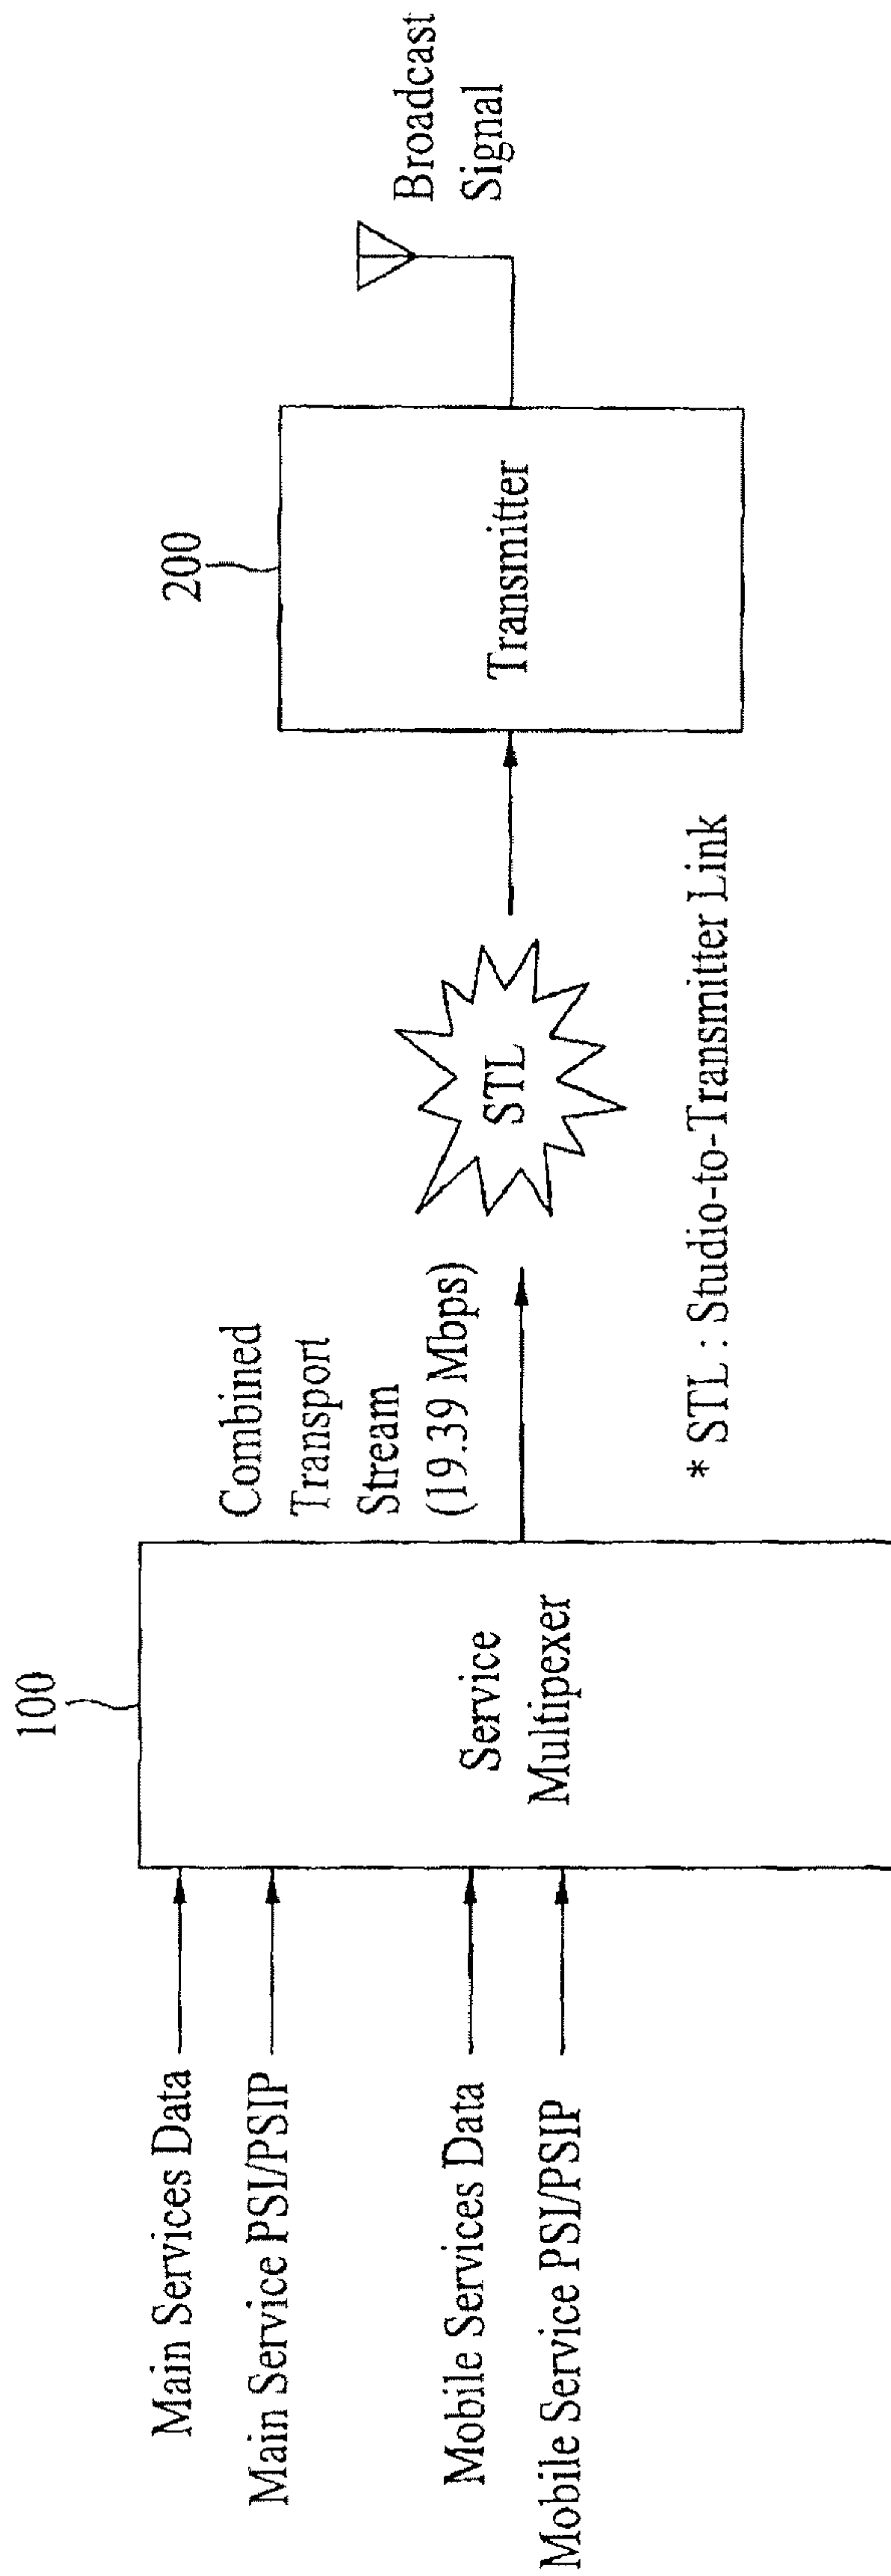 Main Services Data
Main Service PSI/PSIP
Mobile Services Data
Mobile Service PSI/PSIP
100
Service
Multipexer
Combined
Transport
Stream
(19.39 Mbps)
STL
* STL : Studio-to-Transmitter Link
200
Transmitter
Broadcast
Signal